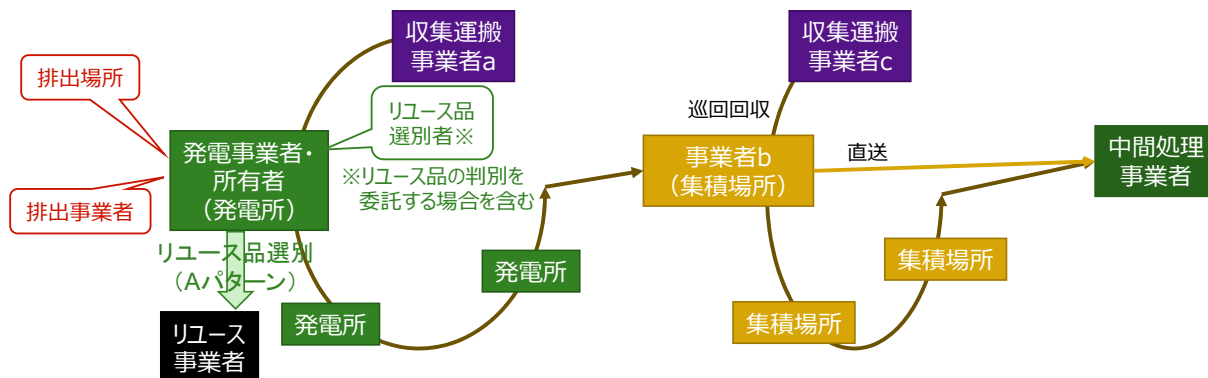 収集運搬
事業者a
排出場所
リユース品
選別者※
発電事業者・
所有者
（発電所）
※リユース品の判別を
委託する場合を含む
排出事業者
リユース品選別
（Aパターン）
リユース
事業者
発電所
発電所
収集運搬
事業者c
巡回回収
事業者b
（集積場所）
直送
中間処理
事業者
集積場所
集積場所